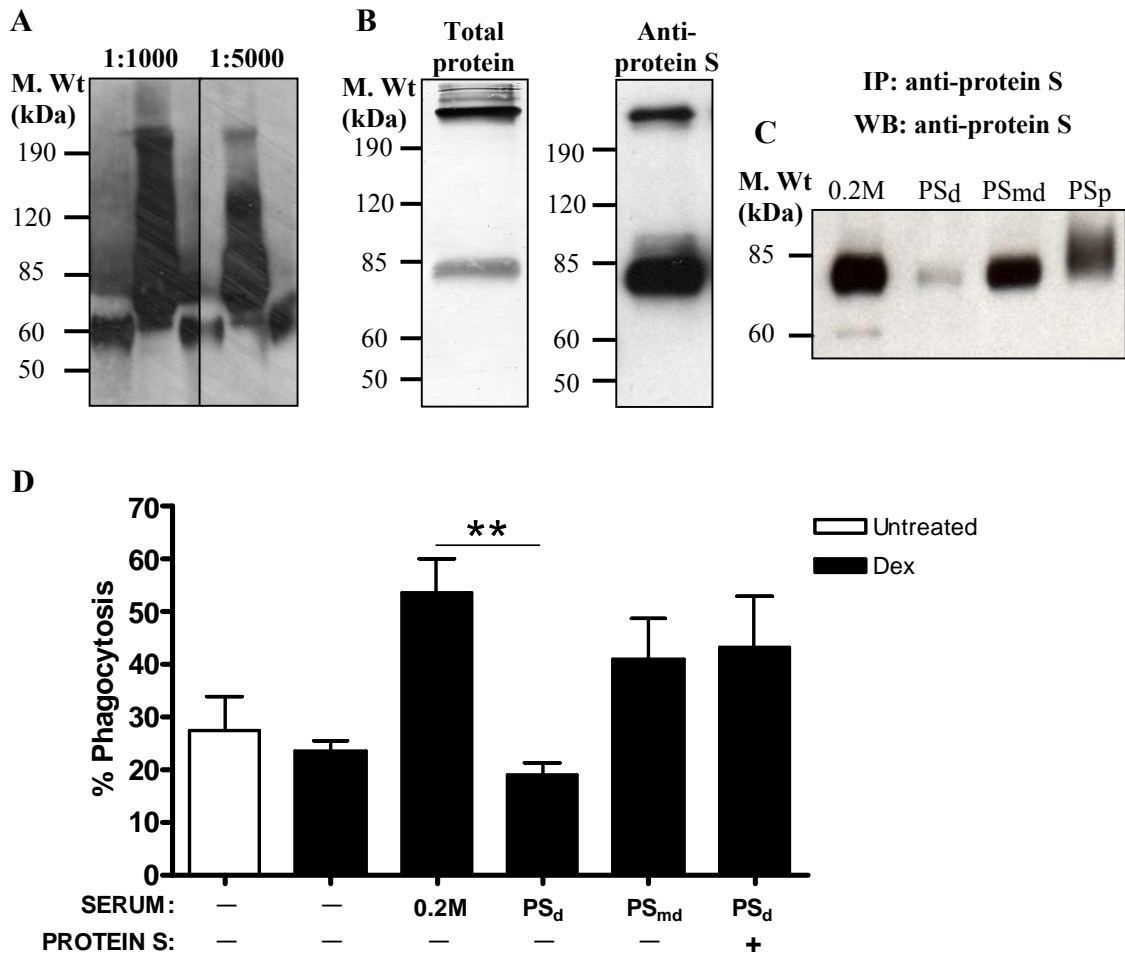 A
1:1000 1:5000
M. Wt
(kDa)
190
120
85
60
50
B
Total
protein
Anti-
protein S
M. Wt
(kDa)
190
120
85
60
50
190
120
85
60
50
IP: anti-protein S
WB: anti-protein S
C
M. Wt
(kDa)
0.2M PSd PSmd PSp
85
60
D
% Phagocytosis
70
60
50
40
30
20
10
0
**
Untreated
Dex
SERUM: — — 0.2M PSd PSmd PSd
PROTEIN S: — — — — — +